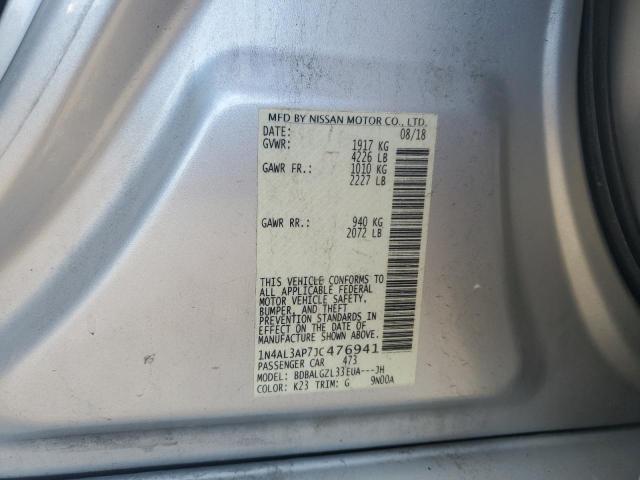 MFD BY NISSAN MOTOR CO., LTD.
DATE: 08/18
GVWR: 1917 KG
4226 LB
GAWR FR.: 1010 KG
2227 LB
GAWR RR.: 940 KG
2072 LB
THIS VEHICLE CONFORMS TO
ALL APPLICABLE FEDERAL
MOTOR VEHICLE SAFETY,
BUMPER, AND THEFT
PREVENTION STANDARDS IN
EFFECT ON THE DATE OF
MANUFACTURE SHOWN ABOVE.
1N4AL3AP7JC476941
PASSENGER CAR 473
MODEL: BDBALGZL33EUA---JH
COLOR: K23 TRIM: G 9N00A